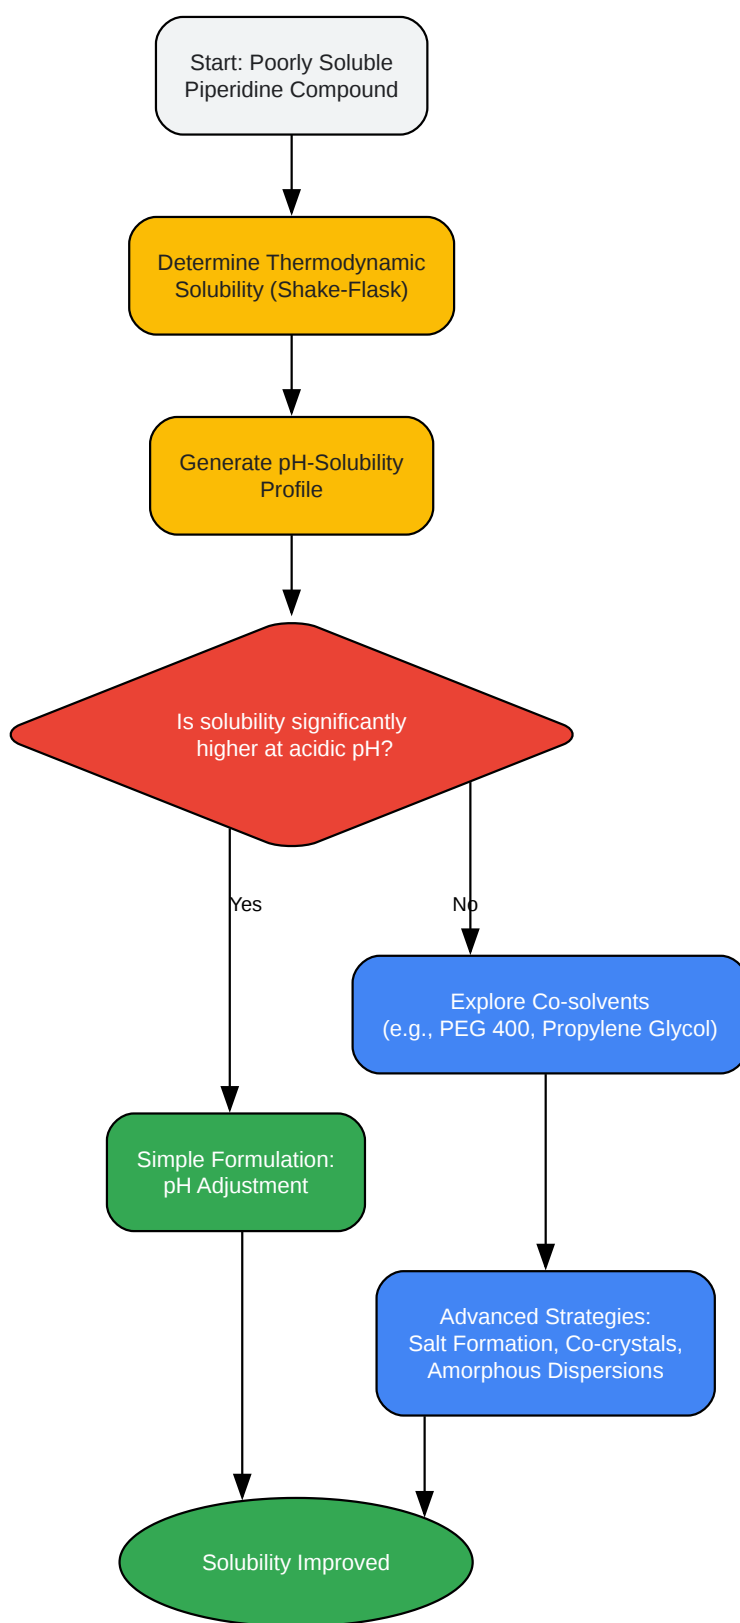 Start: Poorly Soluble
Piperidine Compound
Determine Thermodynamic
Solubility (Shake-Flask)
Generate pH-Solubility
Profile
Is solubility significantly
higher at acidic pH?
Yes
No
Explore Co-solvents
(e.g., PEG 400, Propylene Glycol)
Simple Formulation:
pH Adjustment
Advanced Strategies:
Salt Formation, Co-crystals,
Amorphous Dispersions
Solubility Improved